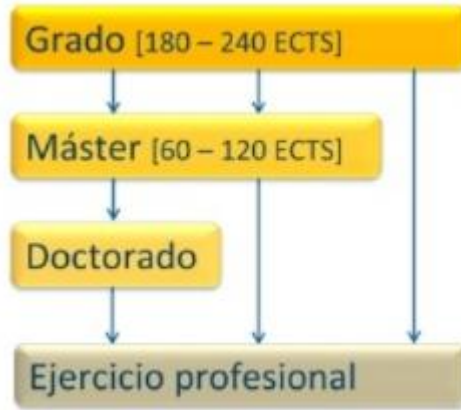 Grado [180 – 240 ECTS]
Máster [60 – 120 ECTS]
Doctorado
Ejercicio profesional